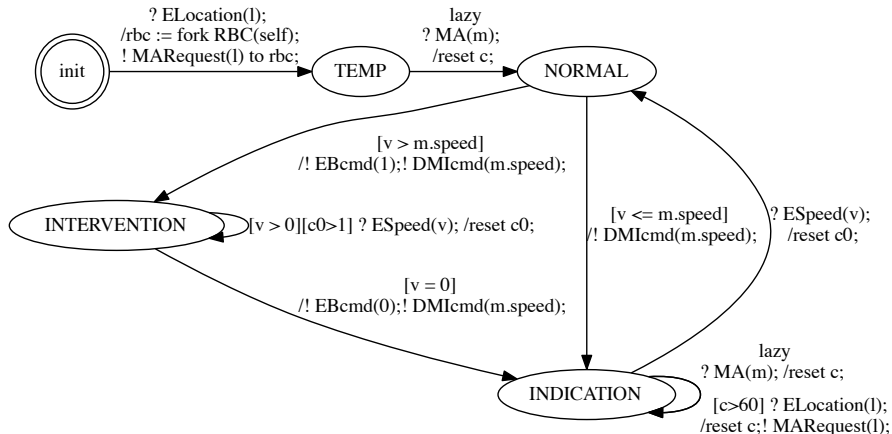 ? ELocation(l);
/rbc := fork RBC(self);
! MARequest(l) to rbc;
lazy
? MA(m);
/reset c;
init
TEMP
NORMAL
[v > m.speed]
/! EBcmd(1);! DMIcmd(m.speed);
[v <= m.speed]
/! DMIcmd(m.speed);
? ESpeed(v);
/reset c0;
INTERVENTION
[v > 0][c0>1] ? ESpeed(v); /reset c0;
[v = 0]
/! EBcmd(0);! DMIcmd(m.speed);
lazy
? MA(m); /reset c;
INDICATION
[c>60] ? ELocation(l);
/reset c;! MARequest(l);